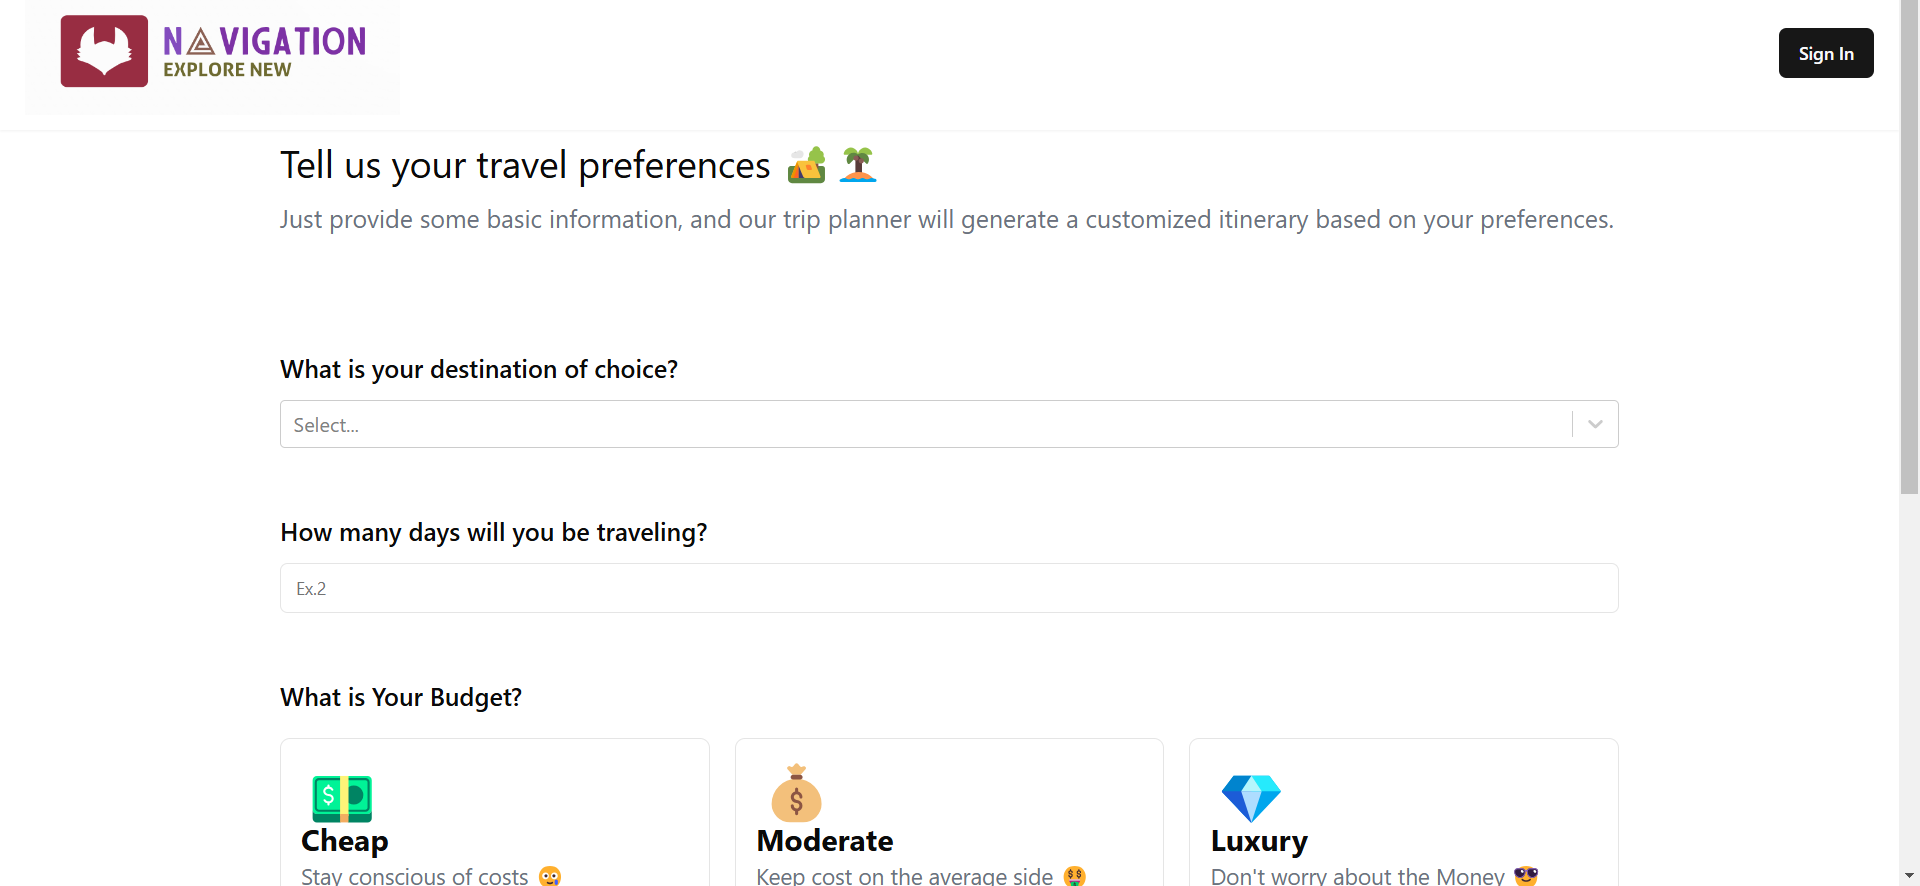 NAVIGATION
EXPLORE NEW
Sign In
Tell us your travel preferences 🏕️ 🏝️
Just provide some basic information, and our trip planner will generate a customized itinerary based on your preferences.
What is your destination of choice?
Select...
How many days will you be traveling?
Ex.2
What is Your Budget?
Cheap
Stay conscious of costs
Moderate
Keep cost on the average side
Luxury
Don't worry about the Money